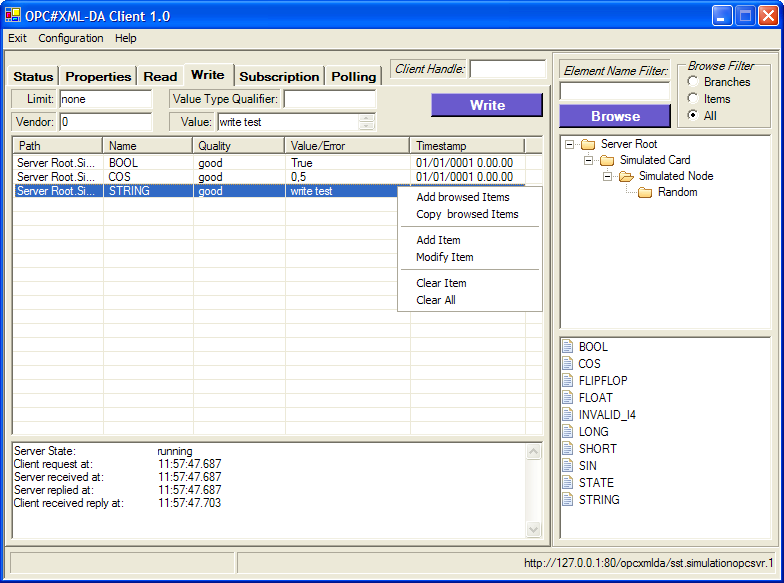 OPC#XML-DA Client 1.0
Exit Configuration Help
Status Properties Read Write Subscription Polling Client Handle:
Limit: none Value Type Qualifier:
Vendor: 0 Value: write test Write
Path Name Quality Value/Error Timestamp
Server Root.Si... BOOL good True 01/01/0001 0.00.00
Server Root.Si... COS good 0,5 01/01/0001 0.00.00
Server Root.Si... STRING good write test
Add browsed Items
Copy browsed Items
Add Item
Modify Item
Clear Item
Clear All
Server State: running
Client request at: 11:57:47.687
Server received at: 11:57:47.687
Server replied at: 11:57:47.687
Client received reply at: 11:57:47.703
Element Name Filter:
Browse
Browse Filter
Branches
Items
All
Server Root
Simulated Card
Simulated Node
Random
BOOL
COS
FLIPFLOP
FLOAT
INVALID_I4
LONG
SHORT
SIN
STATE
STRING
http://127.0.0.1:80/opcxmlda/sst.simulationopcsvr.1